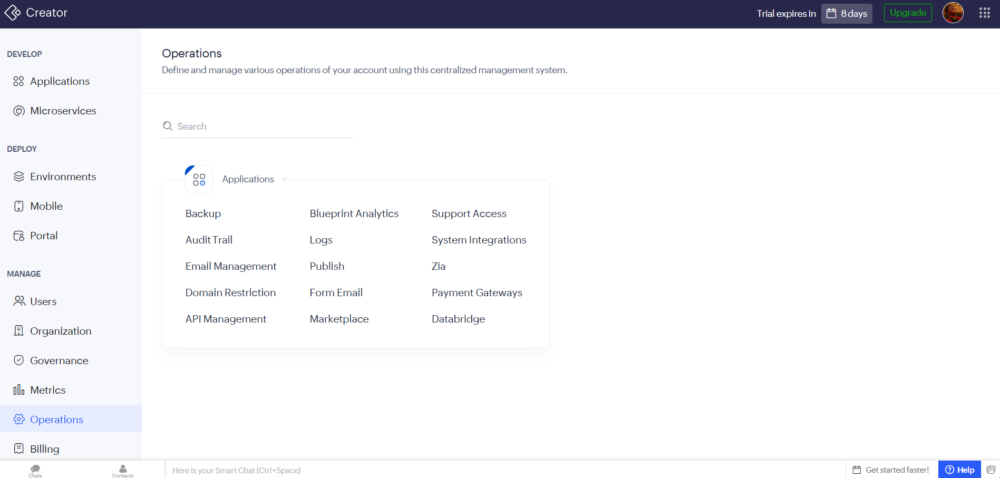 Creator
Trial expires in 8 days Upgrade
DEVELOP
Applications
Microservices
DEPLOY
Environments
Mobile
Portal
MANAGE
Users
Organization
Governance
Metrics
Operations
Billing
Operations
Define and manage various operations of your account using this centralized management system.
Search
Applications
Backup Blueprint Analytics Support Access
Audit Trail Logs System Integrations
Email Management Publish Zia
Domain Restriction Form Email Payment Gateways
API Management Marketplace Databridge
Chats Contacts Here is your Smart Chat (Ctrl+Space) Get started faster! Help